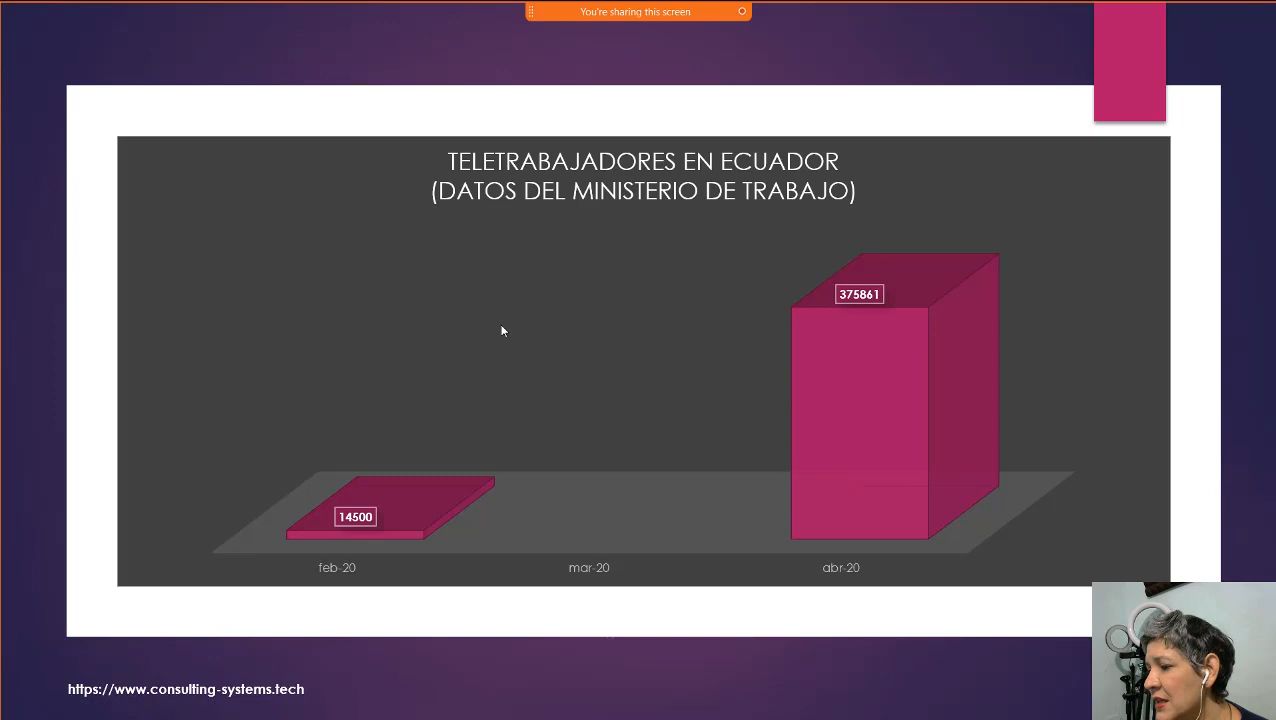 You're sharing this screen
TELETRABAJADORES EN ECUADOR
(DATOS DEL MINISTERIO DE TRABAJO)
375861
14500
feb-20
mar-20
abr-20
https://www.consulting-systems.tech